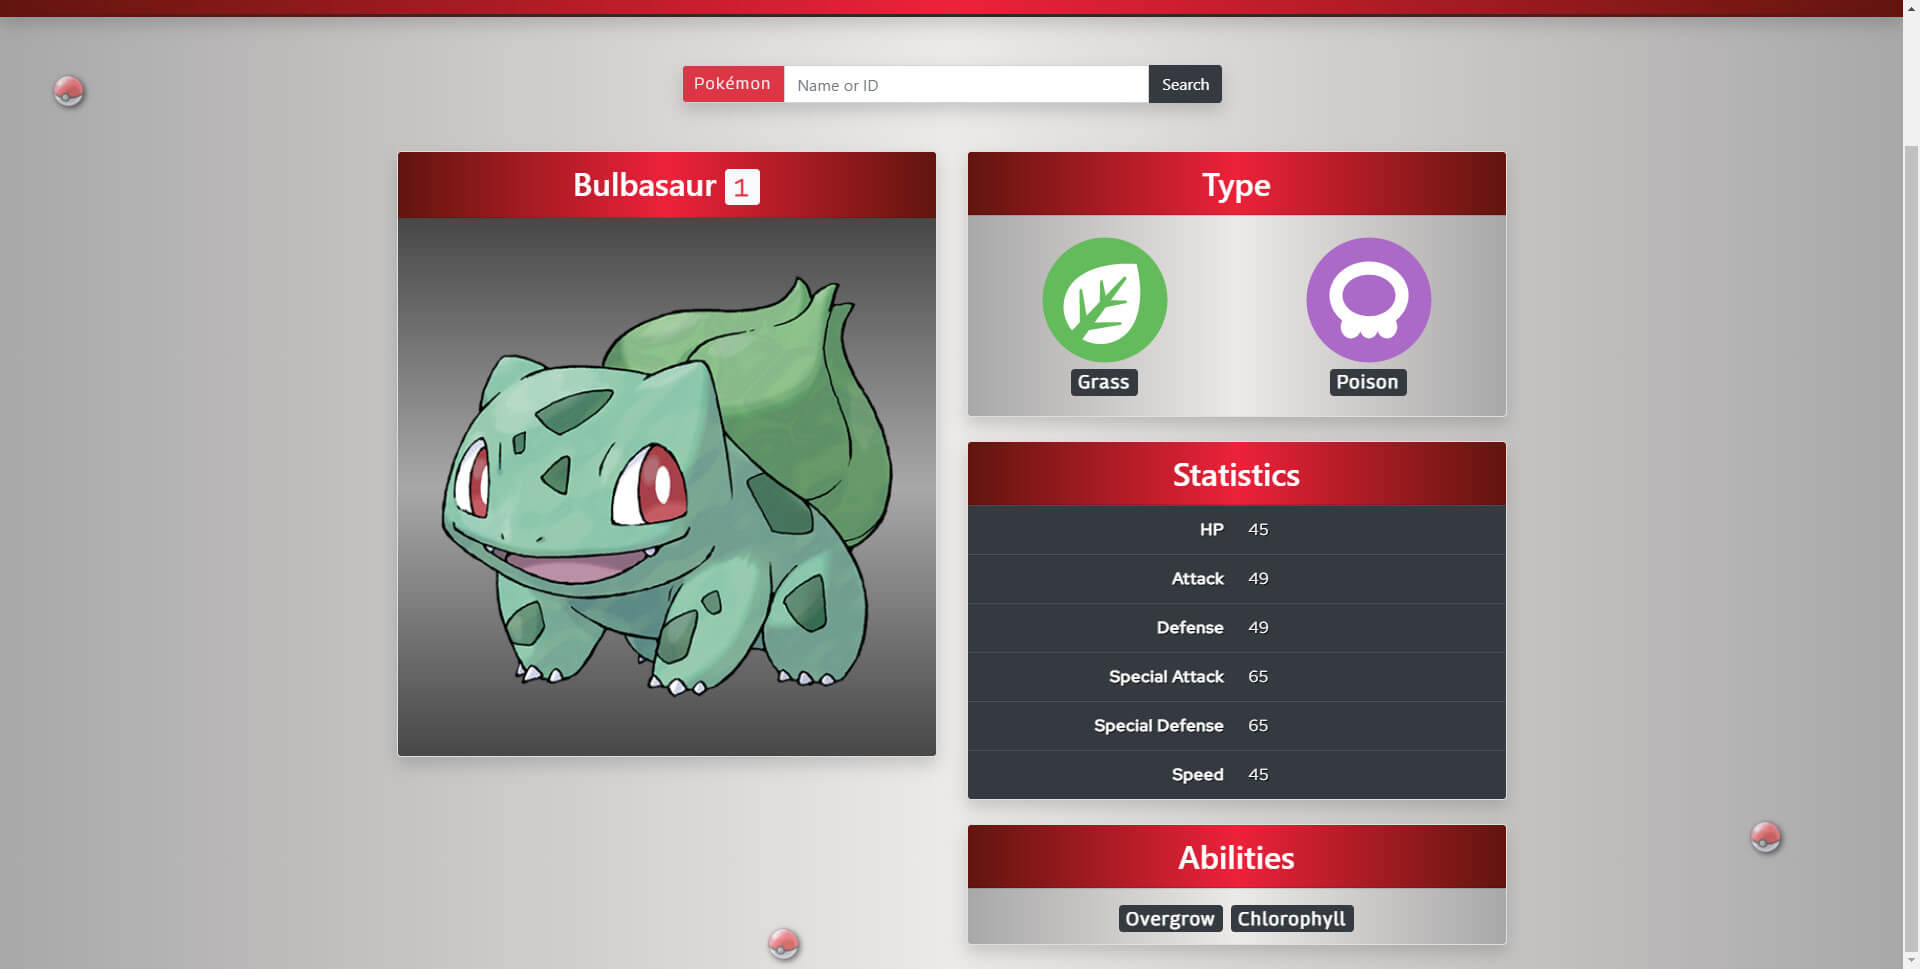 Pokémon Name or ID Search
Bulbasaur 1
Type
Grass Poison
Statistics
HP 45
Attack 49
Defense 49
Special Attack 65
Special Defense 65
Speed 45
Abilities
Overgrow Chlorophyll